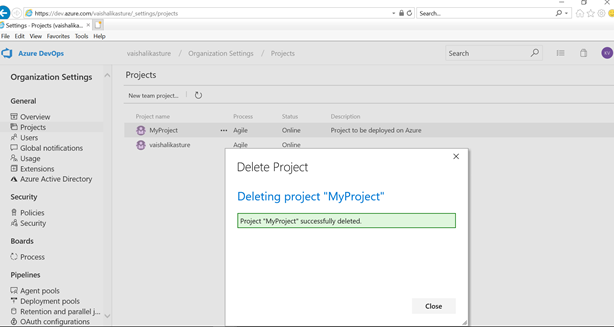 https://dev.azure.com/vaishalikasture/_settings/projects
Search...
Settings · Projects (vaishalika...
File Edit View Favorites Tools Help
Azure DevOps
vaishalikasture / Organization Settings / Projects
Search
KV
Organization Settings
General
Overview
Projects
Users
Global notifications
Usage
Extensions
Azure Active Directory
Security
Policies
Security
Boards
Process
Pipelines
Agent pools
Deployment pools
Retention and parallel j...
OAuth configurations
Projects
New team project...
Project name Process Status Description
MyProject ... Agile Online Project to be deployed on Azure
vaishalikasture Agile Online
Delete Project
Deleting project "MyProject"
Project "MyProject" successfully deleted.
Close